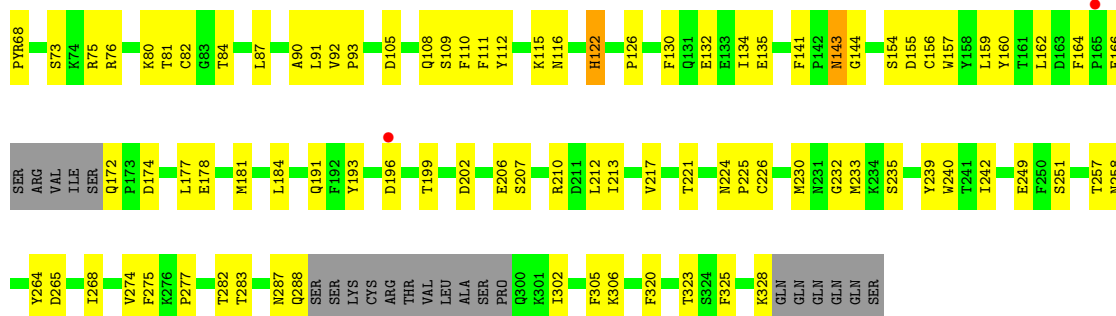 PYR68 S73 K74 R75 R76 K80 T81 C82 G83 T84 L87 A90 L91 V92 P93 D105 Q108 S109 F110 F111 Y112 K115 N116 H122 P126 F130 Q131 E132 E133 I134 E135 F141 P142 N143 G144 S154 D155 C156 W157 Y158 L159 Y160 T161 L162 D163 F164 P165
SER ARG VAL ILE SER Q172 P173 D174 L177 E178 M181 L184 Q191 F192 Y193 D196 T199 D202 E206 S207 R210 D211 L212 I213 V217 T221 N224 P225 C226 M230 N231 G232 M233 K234 S235 Y239 W240 T241 I242 E249 F250 S251 T257
Y264 D265 I268 V274 F275 K276 P277 T282 T283 N287 Q288 SER SER LYS CYS ARG THR VAL LEU ALA SER PRO Q300 K301 I302 F305 K306 F320 T323 S324 F325 K328 GLN GLN GLN GLN GLN SER